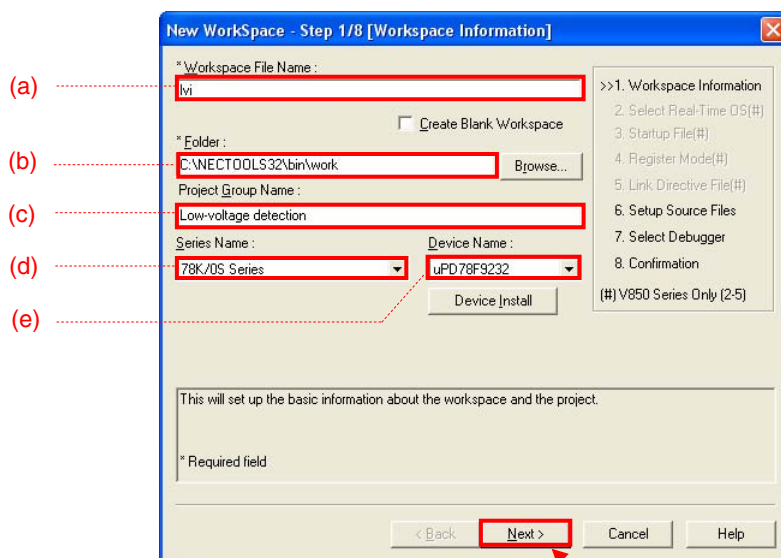 New WorkSpace - Step 1/8 [Workspace Information]
* Workspace File Name :
(a)
lvi
Create Blank Workspace
* Folder :
(b)
C:\NECTOOLS32\bin\work
Browse...
Project Group Name :
(c)
Low-voltage detection
Series Name :
Device Name :
(d)
78K/0S Series
uPD78F9232
(e)
Device Install
>>1. Workspace Information
2. Select Real-Time OS(#)
3. Startup File(#)
4. Register Mode(#)
5. Link Directive File(#)
6. Setup Source Files
7. Select Debugger
8. Confirmation
(#) V850 Series Only (2-5)
This will set up the basic information about the workspace and the project.
* Required field
< Back
Next >
Cancel
Help